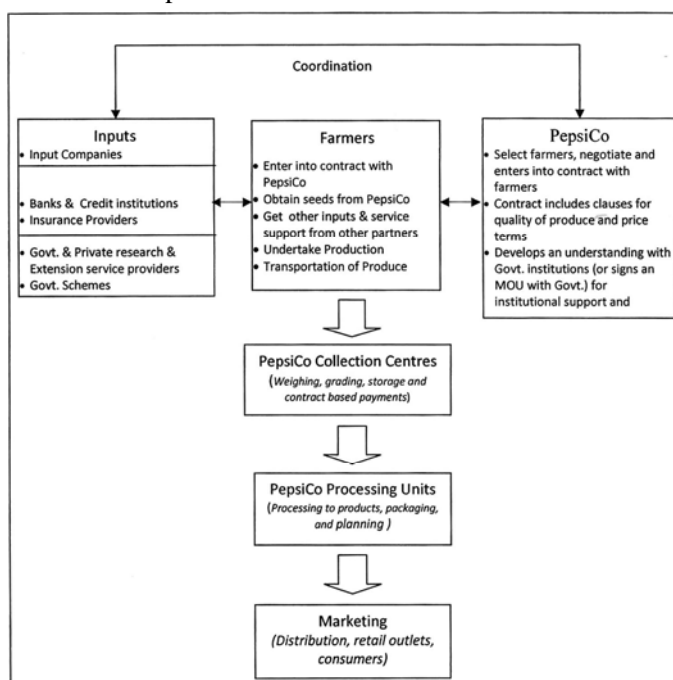 Coordination
Inputs
• Input Companies
• Banks & Credit institutions
• Insurance Providers
• Govt. & Private research &
Extension service providers
• Govt. Schemes
Farmers
• Enter into contract with
PepsiCo
• Obtain seeds from PepsiCo
• Get other inputs & service
support from other partners
• Undertake Production
• Transportation of Produce
PepsiCo
• Select farmers, negotiate and
enters into contract with
farmers
• Contract includes clauses for
quality of produce and price
terms
• Develops an understanding with
Govt. institutions (or signs an
MOU with Govt.) for
institutional support and
PepsiCo Collection Centres
(Weighing, grading, storage and
contract based payments)
PepsiCo Processing Units
(Processing to products, packaging,
and planning )
Marketing
(Distribution, retail outlets,
consumers)